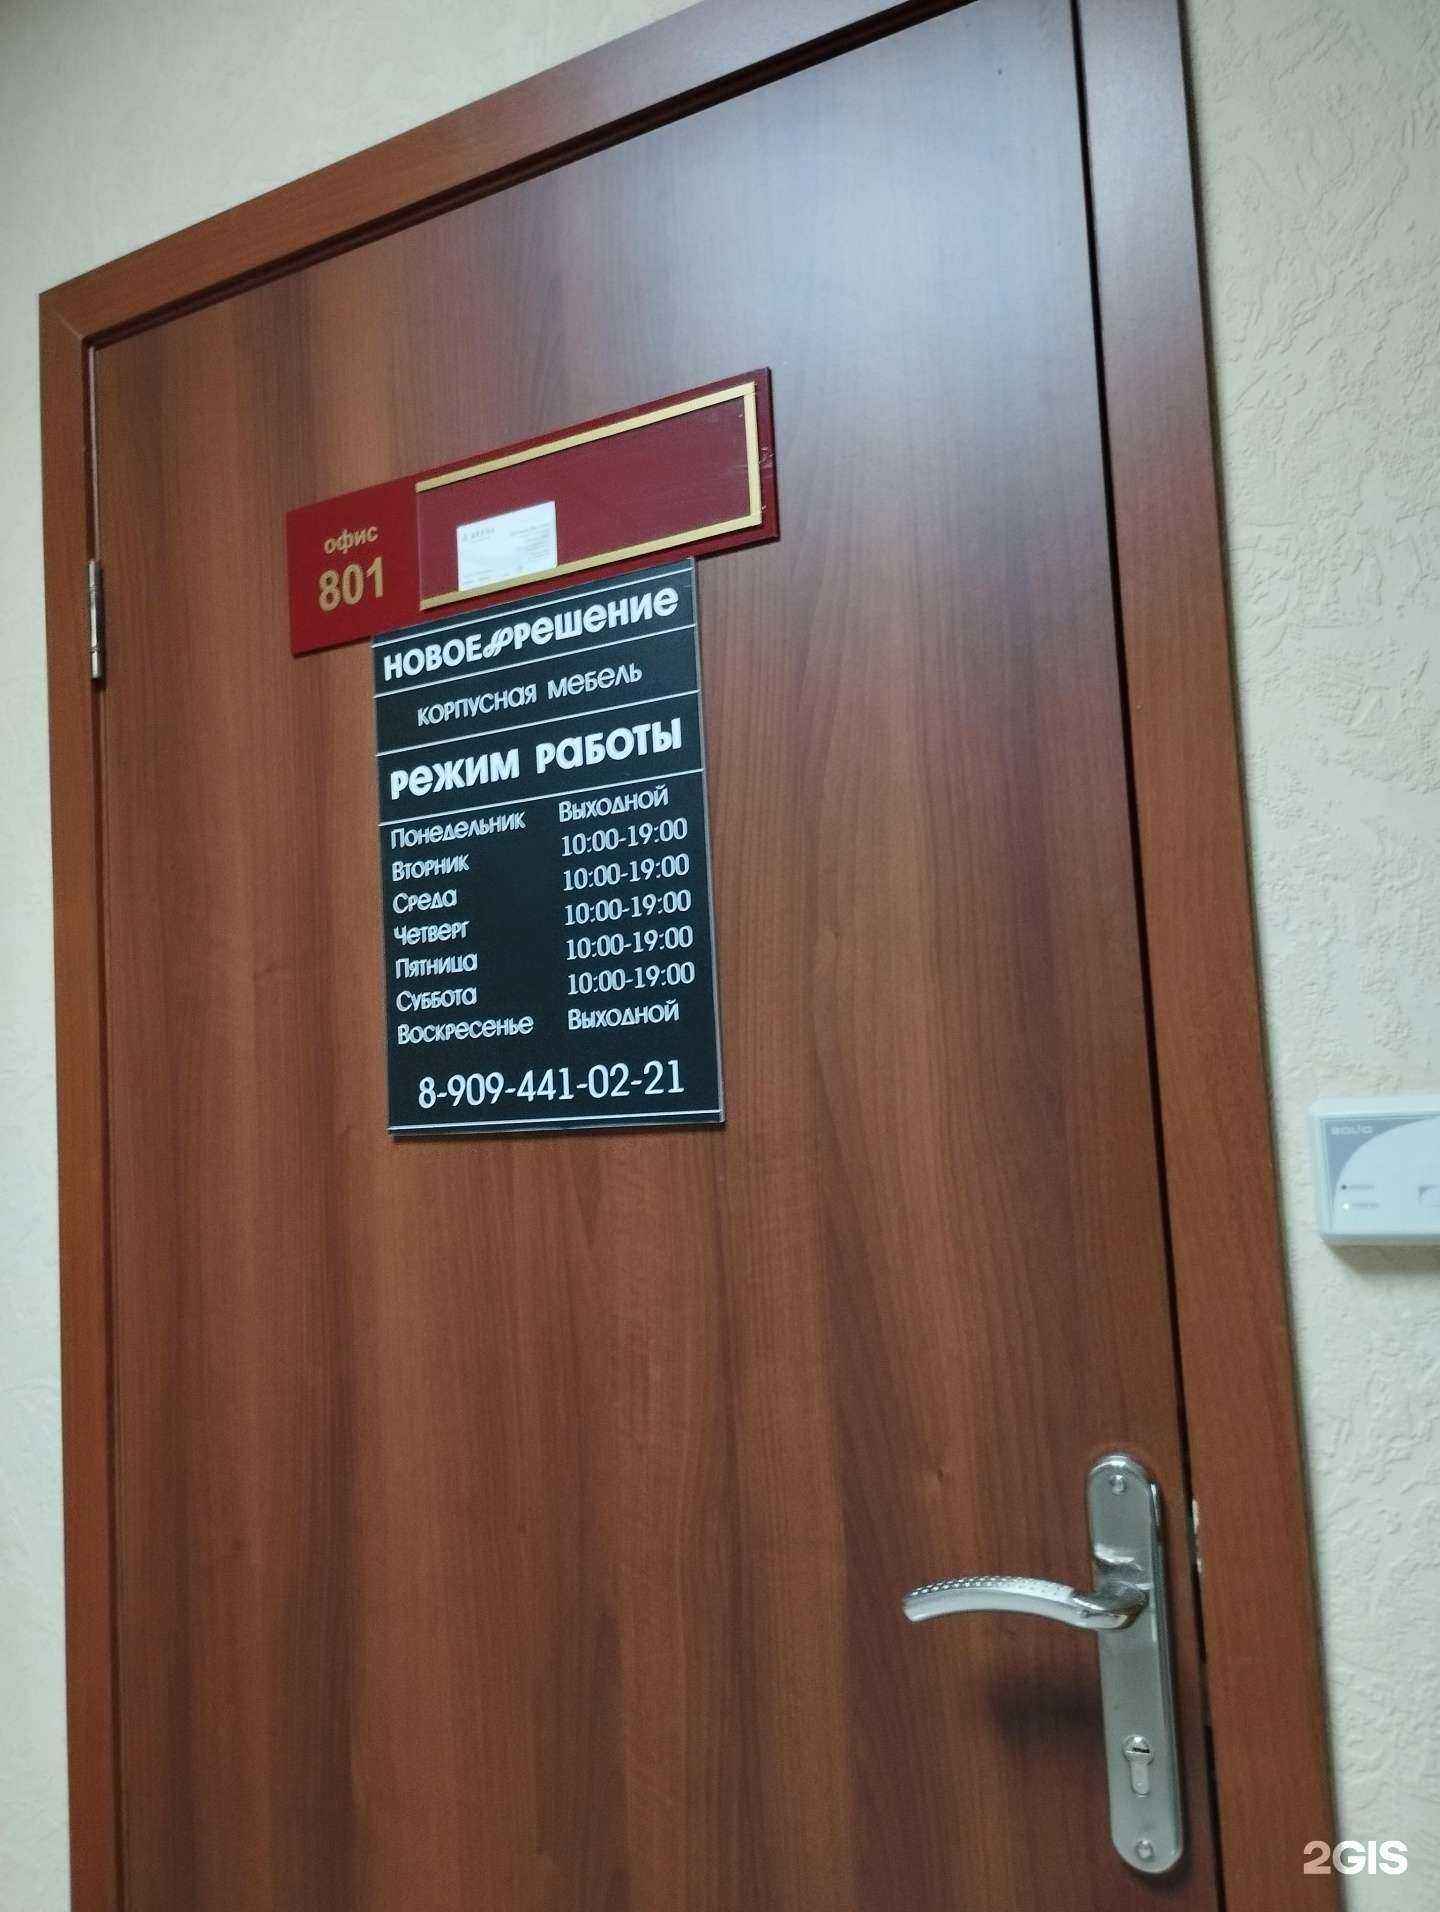 офис
801
НОВОЕ РЕШЕНИЕ
КОРПУСНАЯ МЕБЕЛЬ
РЕЖИМ РАБОТЫ
Понедельник Выходной
Вторник 10:00-19:00
Среда 10:00-19:00
Четверг 10:00-19:00
Пятница 10:00-19:00
Суббота 10:00-19:00
Воскресенье Выходной
8-909-441-02-21
2GIS